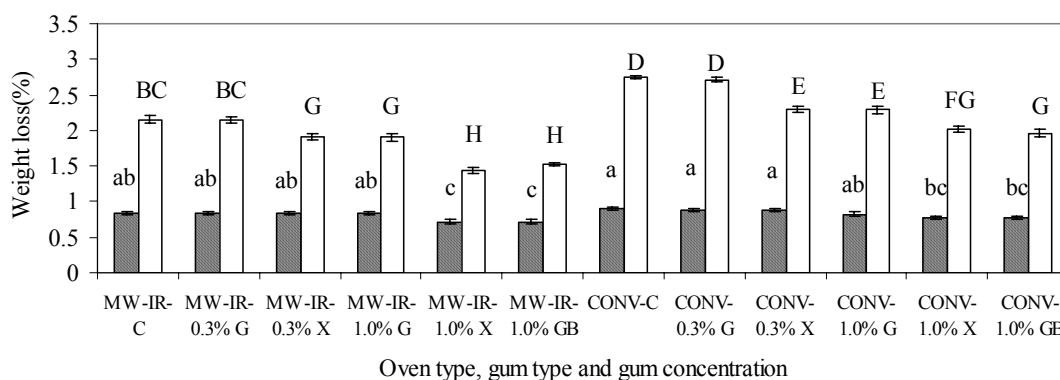 3.5
3
2.5
2
1.5
1
0.5
0
Weight loss(%)
BC BC G G H H D D E E FG G
ab ab ab ab c c a a a ab bc bc
MW-IR- MW-IR- MW-IR- MW-IR- MW-IR- MW-IR- CONV-C CONV- CONV- CONV- CONV- CONV-
C 0.3% G 0.3% X 1.0% G 1.0% X 1.0% GB 0.3% G 0.3% X 1.0% G 1.0% X 1.0% GB
Oven type, gum type and gum concentration